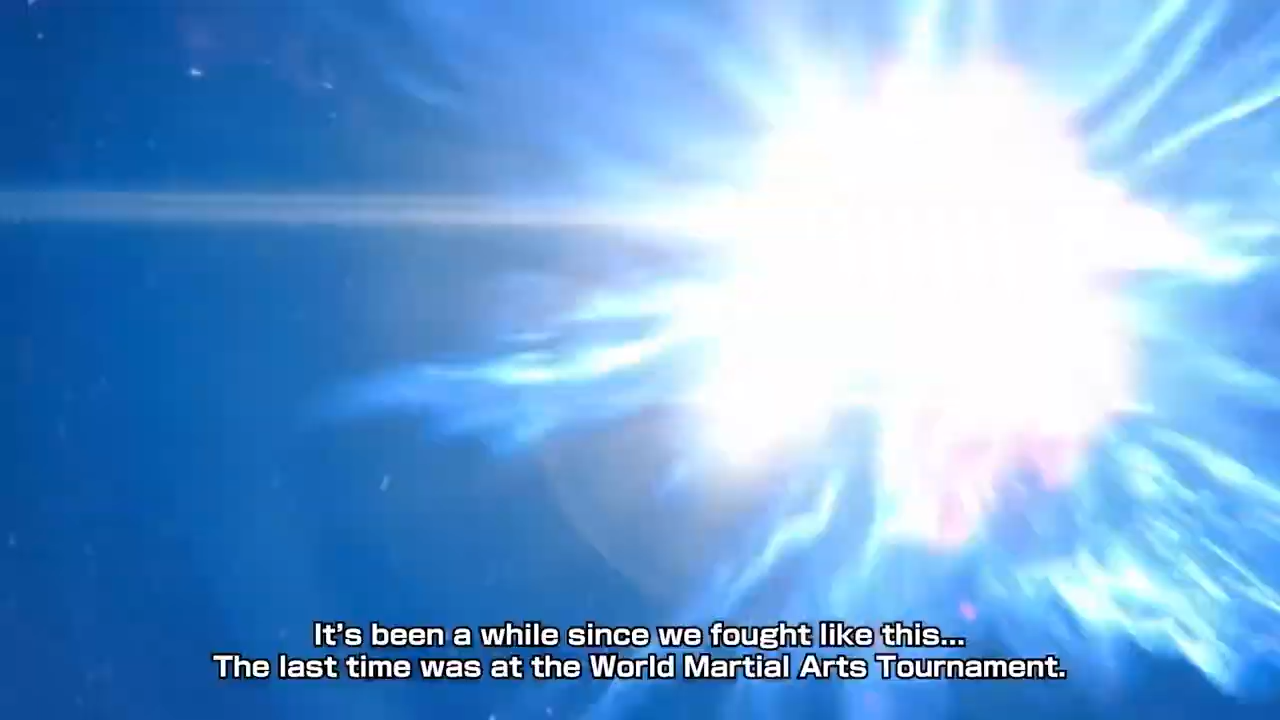 It's been a while since we fought like this...
The last time was at the World Martial Arts Tournament.